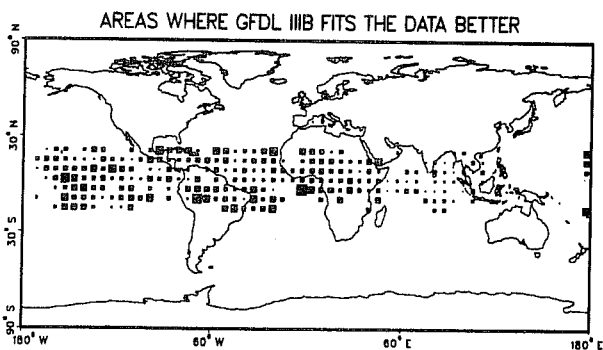 AREAS WHERE GFDL IIIB FITS THE DATA BETTER
90° N
30° N
30° S
90° S
180° W
60° W
60° E
180° E